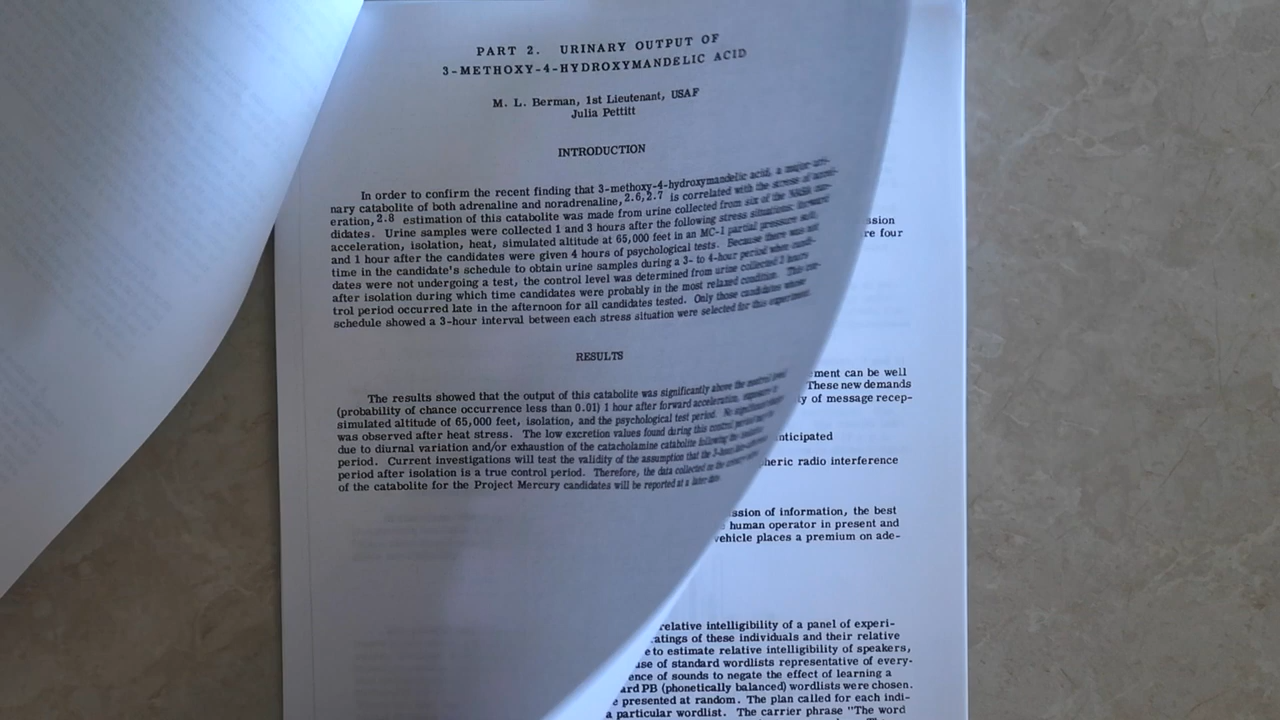 PART 2. URINARY OUTPUT OF
3-METHOXY-4-HYDROXYMANDELIC ACID
M. L. Berman, 1st Lieutenant, USAF
Julia Pettitt
INTRODUCTION
In order to confirm the recent finding that 3-methoxy-4-hydroxymandelic acid, a major uri-
nary catabolite of both adrenaline and noradrenaline,2.6,2.7 is correlated with the stress of accel-
eration,2.8 estimation of this catabolite was made from urine collected from six of the NASA can-
didates. Urine samples were collected 1 and 3 hours after the following stress situations: forward
acceleration, isolation, heat, simulated altitude at 65,000 feet in an MC-1 partial pressure suit,
and 1 hour after the candidates were given 4 hours of psychological tests. Because there was not
time in the candidate's schedule to obtain urine samples during a 3- to 4-hour period when candi-
dates were not undergoing a test, the control level was determined from urine collected 3 hours
after isolation during which time candidates were probably in the most relaxed condition. This con-
trol period occurred late in the afternoon for all candidates tested. Only those candidates whose
schedule showed a 3-hour interval between each stress situation were selected for this experiment.
RESULTS
The results showed that the output of this catabolite was significantly above the control level
(probability of chance occurrence less than 0.01) 1 hour after forward acceleration, exposure to
simulated altitude of 65,000 feet, isolation, and the psychological test period. No significant
was observed after heat stress. The low excretion values found during this control period may be
due to diurnal variation and/or exhaustion of the catacholamine catabolite following the
period. Current investigations will test the validity of the assumption that the 3-hour
period after isolation is a true control period. Therefore, the data collected on the urinary
of the catabolite for the Project Mercury candidates will be reported at a later date.
ssion
re four
ment can be well
These new demands
ly of message recep-
nticipated
heric radio interference
ssion of information, the best
human operator in present and
vehicle places a premium on ade-
relative intelligibility of a panel of experi-
atings of these individuals and their relative
e to estimate relative intelligibility of speakers,
use of standard wordlists representative of every-
ence of sounds to negate the effect of learning a
ard PB (phonetically balanced) wordlists were chosen.
e presented at random. The plan called for each indi-
a particular wordlist. The carrier phrase "The word